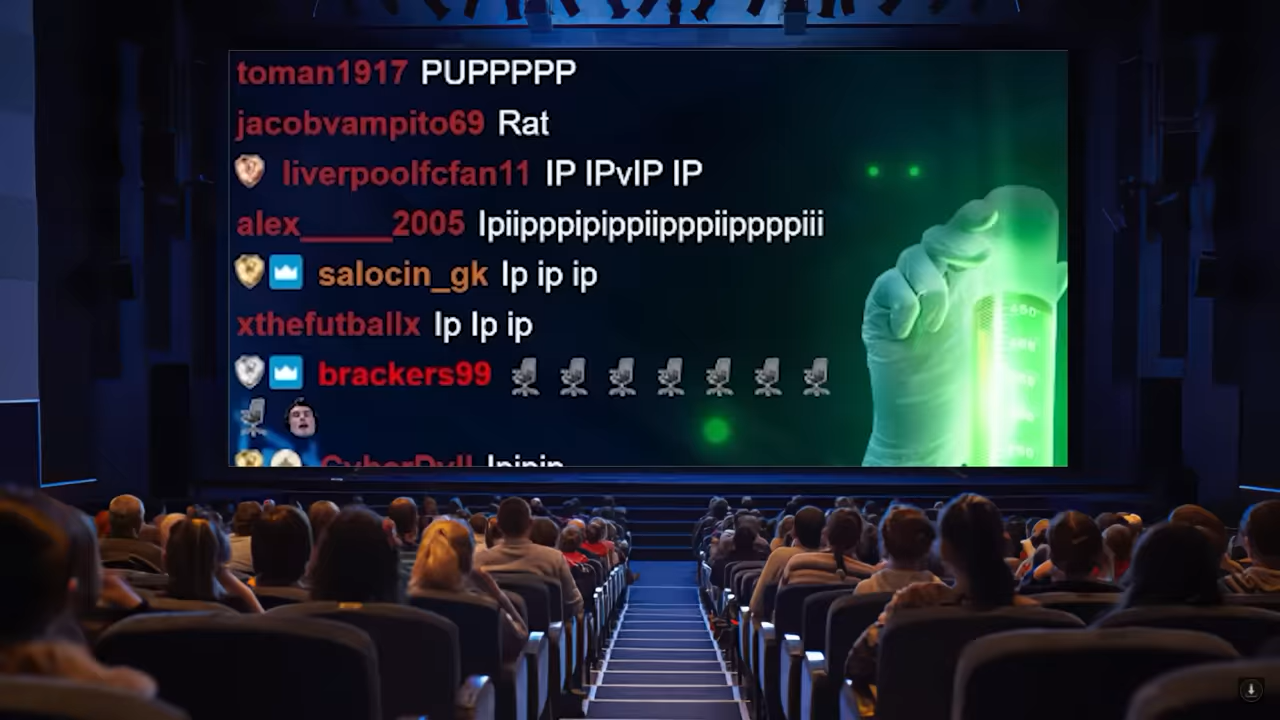 toman1917 PUPPPPP
jacobvampito69 Rat
liverpoolfcfan11 IP IPvIP IP
alex_____2005 Ipiipppipippiipppiippppiii
salocin_gk Ip ip ip
xthefutballx Ip Ip ip
brackers99